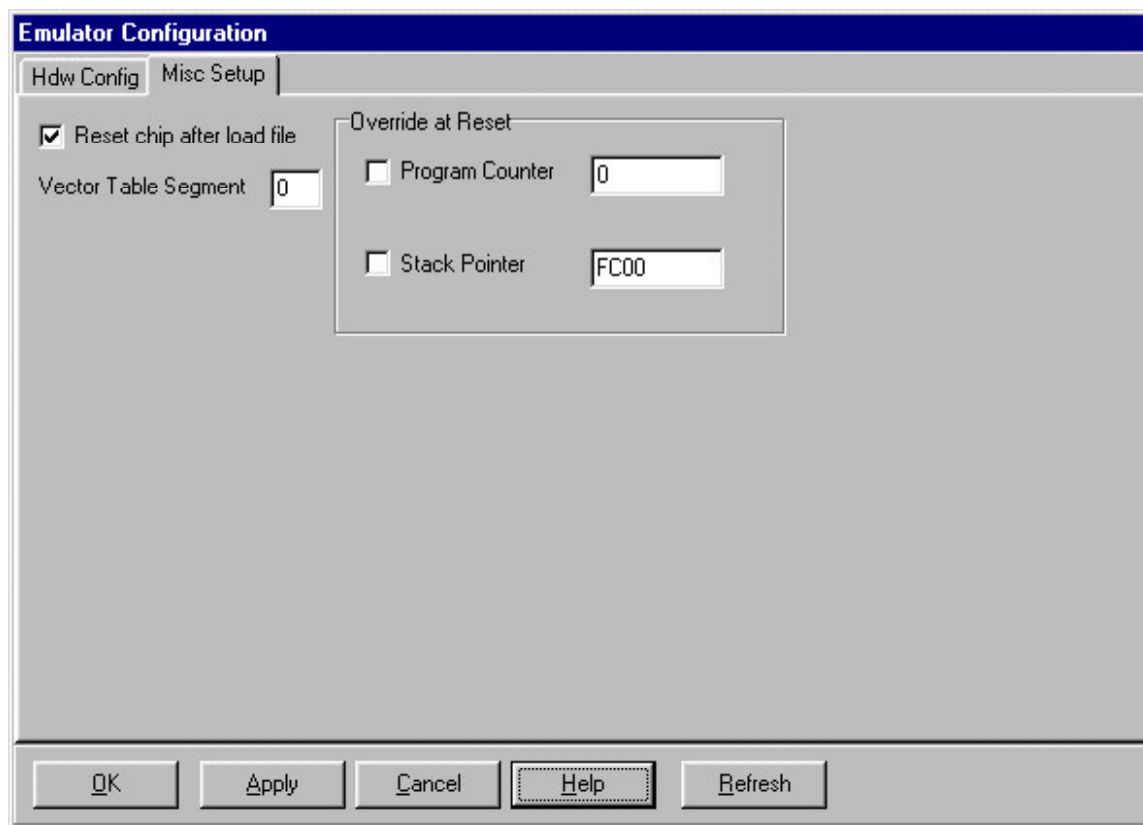 Emulator Configuration
Hdw Config Misc Setup
Reset chip after load file
Vector Table Segment 0
Override at Reset
Program Counter 0
Stack Pointer FC00
OK Apply Cancel Help Refresh